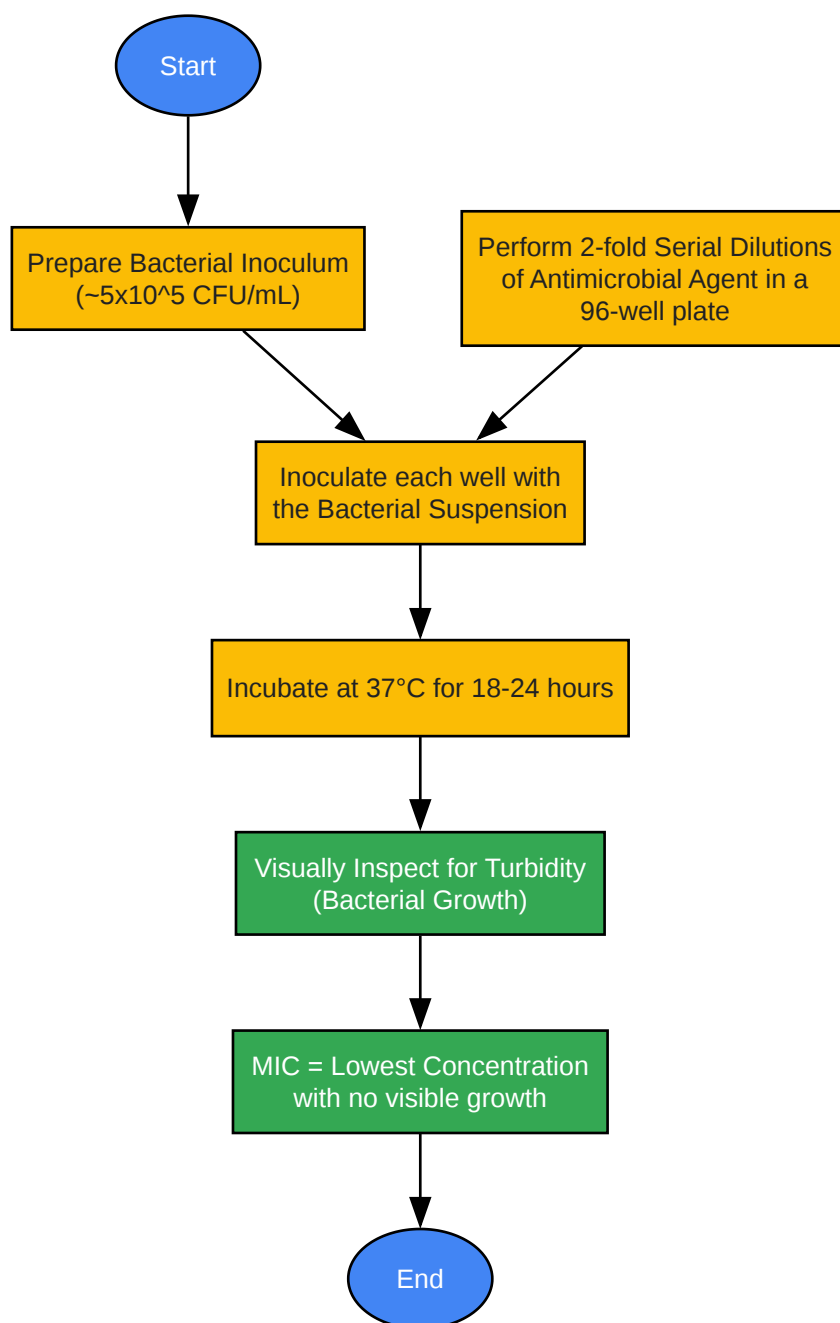 Start
Prepare Bacterial Inoculum
(~5x10^5 CFU/mL)
Perform 2-fold Serial Dilutions
of Antimicrobial Agent in a
96-well plate
Inoculate each well with
the Bacterial Suspension
Incubate at 37°C for 18-24 hours
Visually Inspect for Turbidity
(Bacterial Growth)
MIC = Lowest Concentration
with no visible growth
End